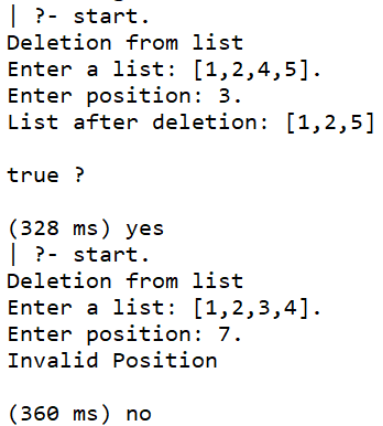 | ?- start.
Deletion from list
Enter a list: [1,2,4,5].
Enter position: 3.
List after deletion: [1,2,5]
true ?
(328 ms) yes
| ?- start.
Deletion from list
Enter a list: [1,2,3,4].
Enter position: 7.
Invalid Position
(360 ms) no